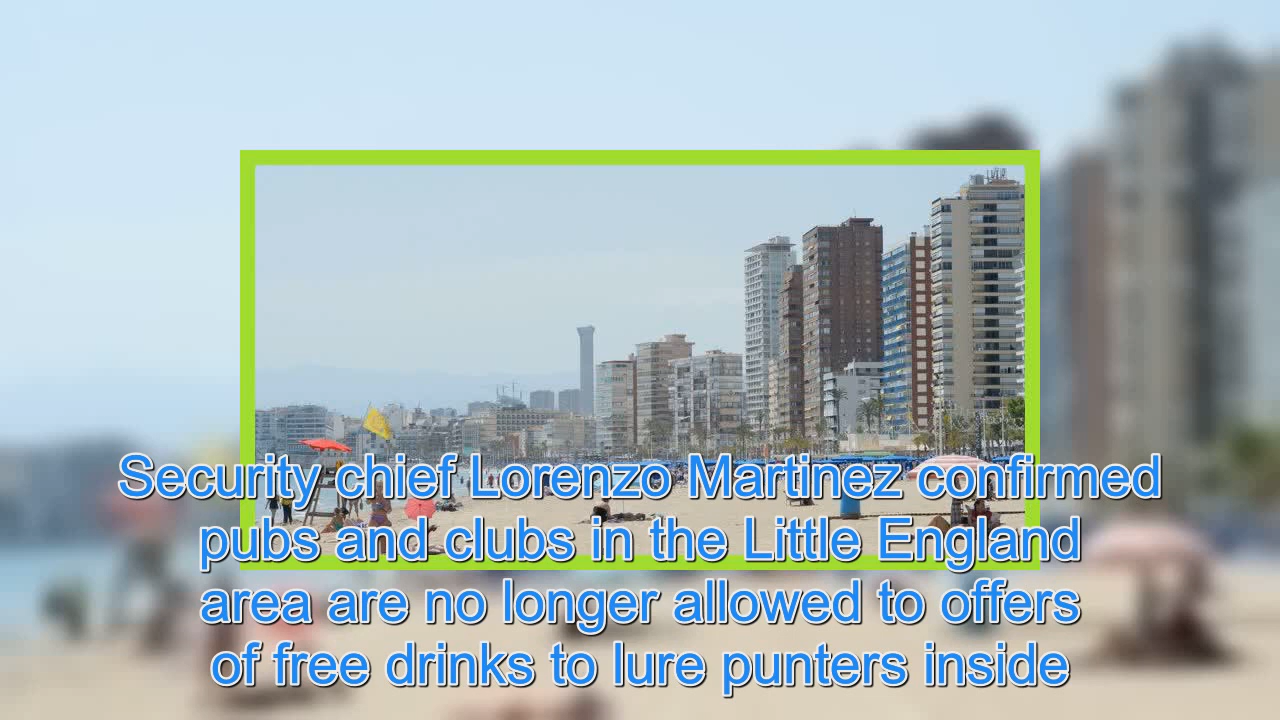 Security chief Lorenzo Martinez confirmed
pubs and clubs in the Little England
area are no longer allowed to offers
of free drinks to lure punters inside